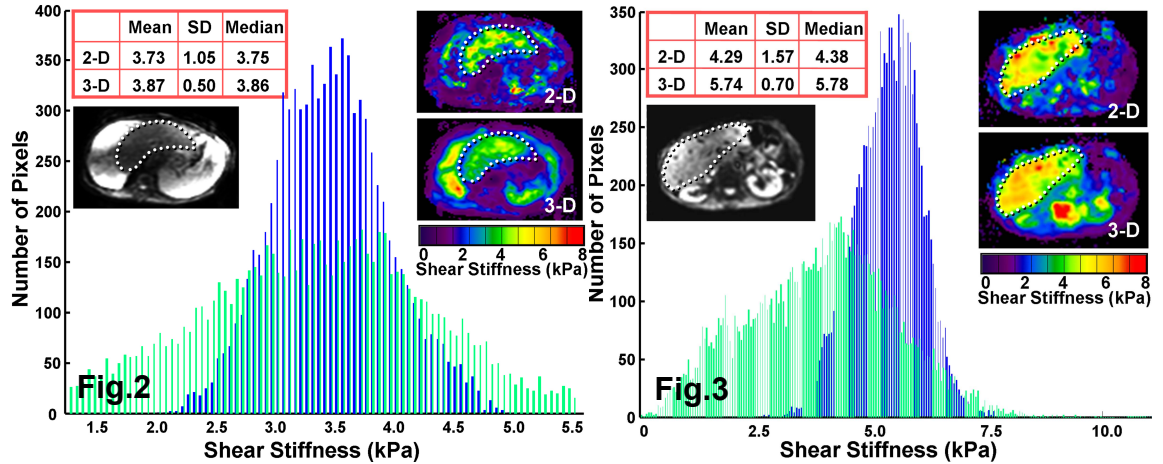 Mean SD Median
2-D 3.73 1.05 3.75
3-D 3.87 0.50 3.86
2-D
3-D
0 2 4 6 8
Shear Stiffness (kPa)
Number of Pixels
400
350
300
250
200
150
100
50
0
Fig.2
1.5 2.0 2.5 3.0 3.5 4.0 4.5 5.0 5.5
Shear Stiffness (kPa)
Mean SD Median
2-D 4.29 1.57 4.38
3-D 5.74 0.70 5.78
2-D
3-D
0 2 4 6 8
Shear Stiffness (kPa)
Number of Pixels
350
300
250
200
150
100
50
0
Fig.3
0 2.5 5.0 7.5 10.0
Shear Stiffness (kPa)